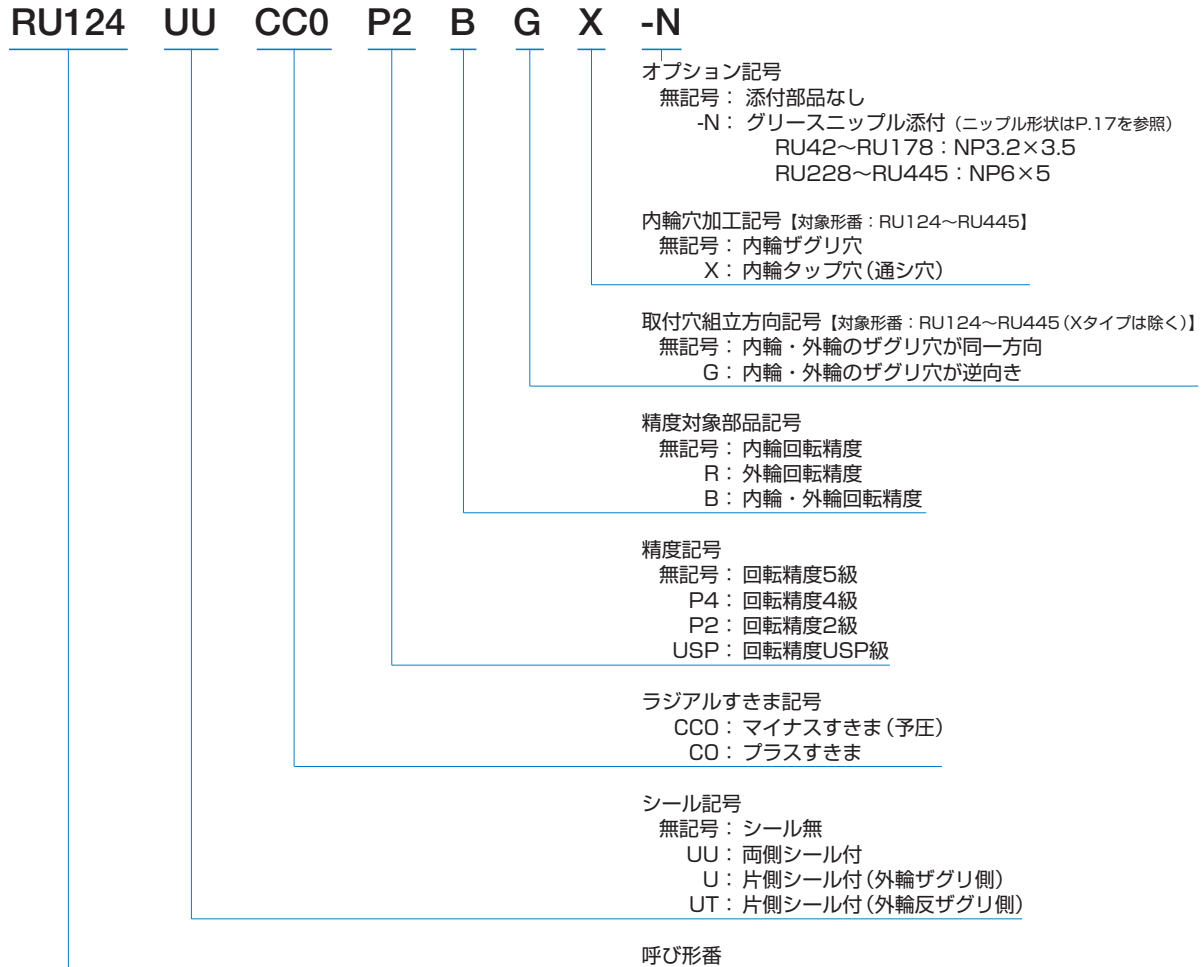 RU124 UU CC0 P2 B G X -N
オプション記号
無記号：添付部品なし
-N：グリースニップル添付（ニップル形状はP.17を参照）
RU42～RU178：NP3.2×3.5
RU228～RU445：NP6×5
内輪穴加工記号【対象形番：RU124～RU445】
無記号：内輪ザグリ穴
X：内輪タップ穴（通シ穴）
取付穴組立方向記号【対象形番：RU124～RU445（Xタイプは除く）】
無記号：内輪・外輪のザグリ穴が同一方向
G：内輪・外輪のザグリ穴が逆向き
精度対象部品記号
無記号：内輪回転精度
R：外輪回転精度
B：内輪・外輪回転精度
精度記号
無記号：回転精度5級
P4：回転精度4級
P2：回転精度2級
USP：回転精度USP級
ラジアルすきま記号
CC0：マイナスすきま（予圧）
C0：プラスすきま
シール記号
無記号：シール無
UU：両側シール付
U：片側シール付（外輪ザグリ側）
UT：片側シール付（外輪反ザグリ側）
呼び形番